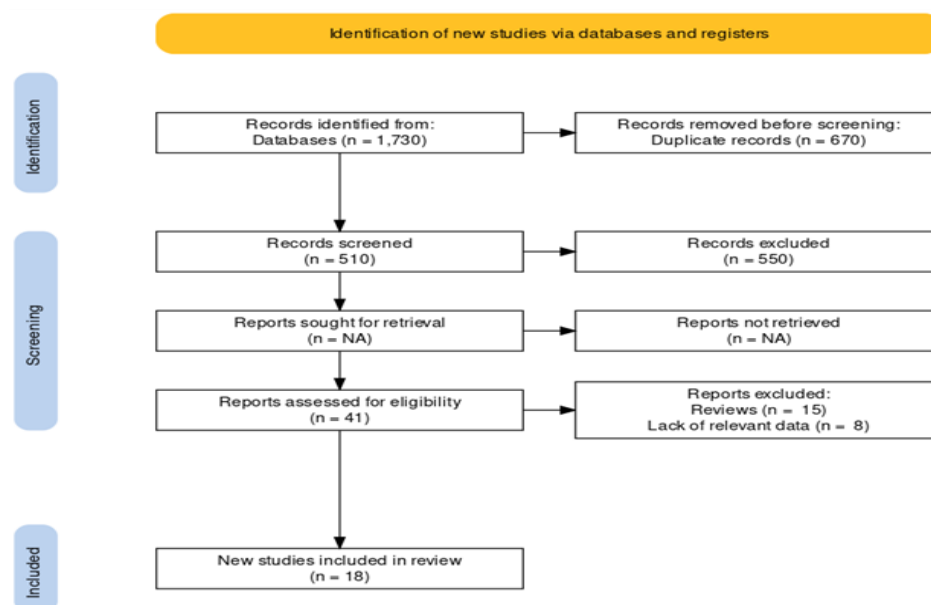 Identification of new studies via databases and registers
Identification
Records identified from:
Databases (n = 1,730)
Records removed before screening:
Duplicate records (n = 670)
Screening
Records screened
(n = 510)
Records excluded
(n = 550)
Reports sought for retrieval
(n = NA)
Reports not retrieved
(n = NA)
Reports assessed for eligibility
(n = 41)
Reports excluded:
Reviews (n = 15)
Lack of relevant data (n = 8)
Included
New studies included in review
(n = 18)